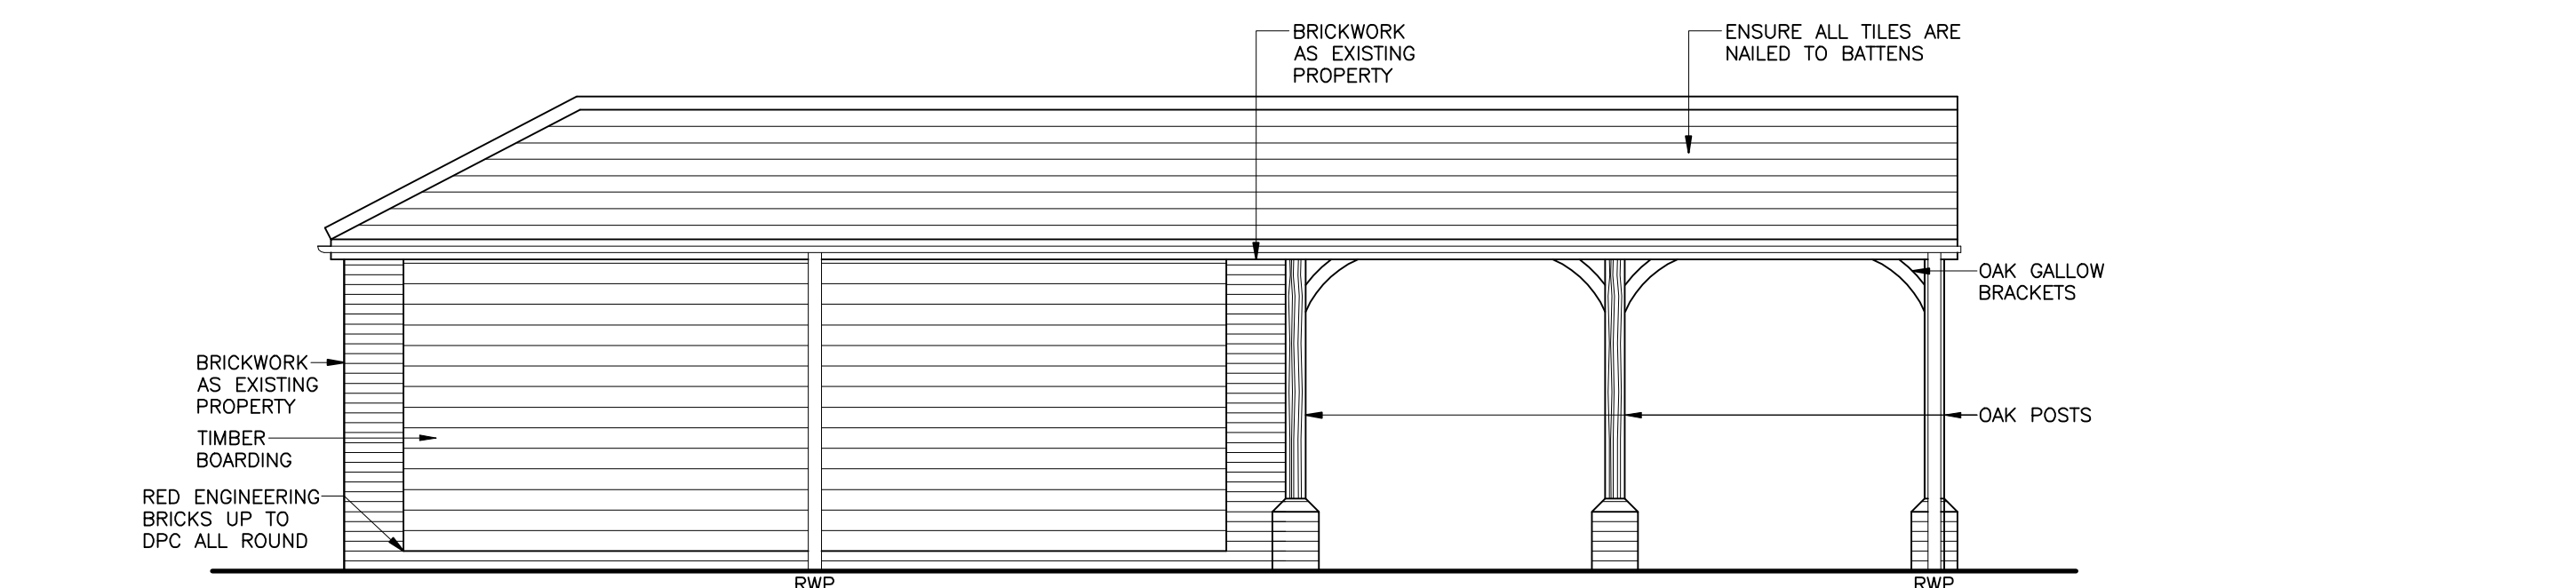 BRICKWORK
AS EXISTING
PROPERTY
ENSURE ALL TILES ARE
NAILED TO BATTENS
OAK GALLOW
BRACKETS
BRICKWORK
AS EXISTING
PROPERTY
OAK POSTS
TIMBER
BOARDING
RED ENGINEERING
BRICKS UP TO
DPC ALL ROUND
RWP
RWP